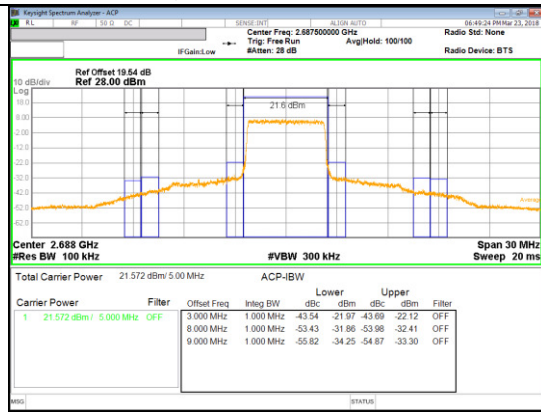 Keysight Spectrum Analyzer - ACP
RL RF 50 Ω DC SENSE:INT ALIGN AUTO 06:49:24 PM Mar 23, 2018
Center Freq: 2.687500000 GHz Radio Std: None
Trig: Free Run Avg|Hold: 100/100
IFGain:Low #Atten: 28 dB Radio Device: BTS
Ref Offset 19.54 dB
10 dB/div Ref 28.00 dBm
Log
18.0
8.00
-2.00
-12.0
-22.0
-32.0
-42.0
-52.0
-62.0
21.6 dBm
Average
Center 2.688 GHz Span 30 MHz
#Res BW 100 kHz #VBW 300 kHz Sweep 20 ms
Total Carrier Power 21.572 dBm/ 5.00 MHz ACP-IBW
Lower Upper
Carrier Power Filter Offset Freq Integ BW dBc dBm dBc dBm Filter
1 21.572 dBm / 5.000 MHz OFF 3.000 MHz 1.000 MHz -43.54 -21.97 -43.69 -22.12 OFF
8.000 MHz 1.000 MHz -53.43 -31.86 -53.98 -32.41 OFF
9.000 MHz 1.000 MHz -55.82 -34.25 -54.87 -33.30 OFF
MSG STATUS